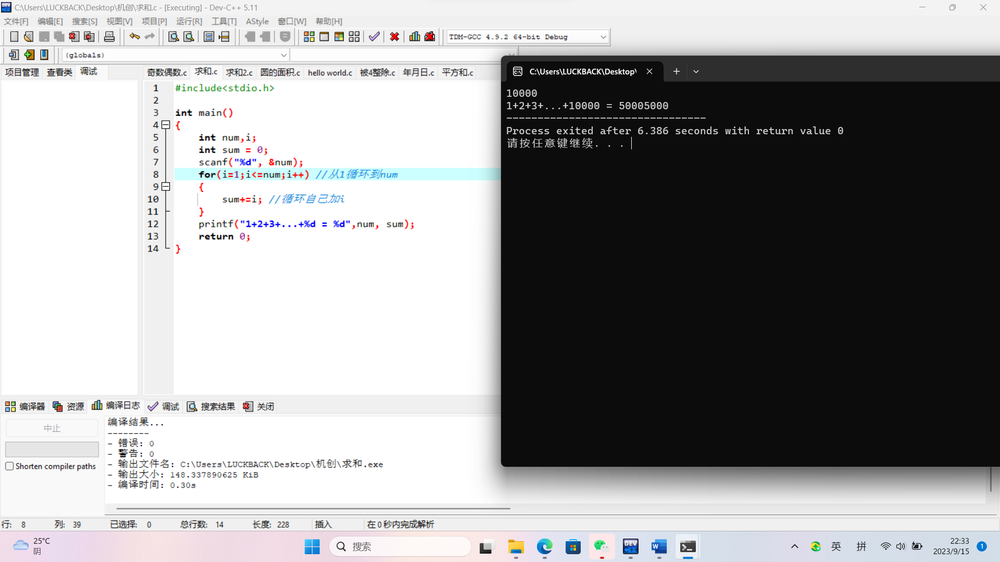 C:\Users\LUCKBACK\Desktop\机创\求和.c - [Executing] - Dev-C++ 5.11
文件[F] 编辑[E] 搜索[S] 视图[V] 项目[P] 运行[R] 工具[T] AStyle 窗口[W] 帮助[H]
TDM-GCC 4.9.2 64-bit Debug
(globals)
项目管理 查看类 调试
奇数偶数.c 求和.c 求和2.c 圆的面积.c hello world.c 被4整除.c 年月日.c 平方和.c
1 #include<stdio.h>
2
3 int main()
4 {
5 int num,i;
6 int sum = 0;
7 scanf("%d", &num);
8 for(i=1;i<=num;i++) //从1循环到num
9 {
10 sum+=i; //循环自己加i
11 }
12 printf("1+2+3+...+%d = %d",num, sum);
13 return 0;
14 }
C:\Users\LUCKBACK\Desktop\
10000
1+2+3+...+10000 = 50005000
--------------------------------
Process exited after 6.386 seconds with return value 0
请按任意键继续. . .
编译器 资源 编译日志 调试 搜索结果 关闭
中止
Shorten compiler paths
编译结果...
--------
- 错误: 0
- 警告: 0
- 输出文件名: C:\Users\LUCKBACK\Desktop\机创\求和.exe
- 输出大小: 148.337890625 KiB
- 编译时间: 0.30s
行: 8 列: 39 已选择: 0 总行数: 14 长度: 228 插入 在 0 秒内完成解析
25°C
阴
搜索
DEV C++
W
英 拼
22:33
2023/9/15
1